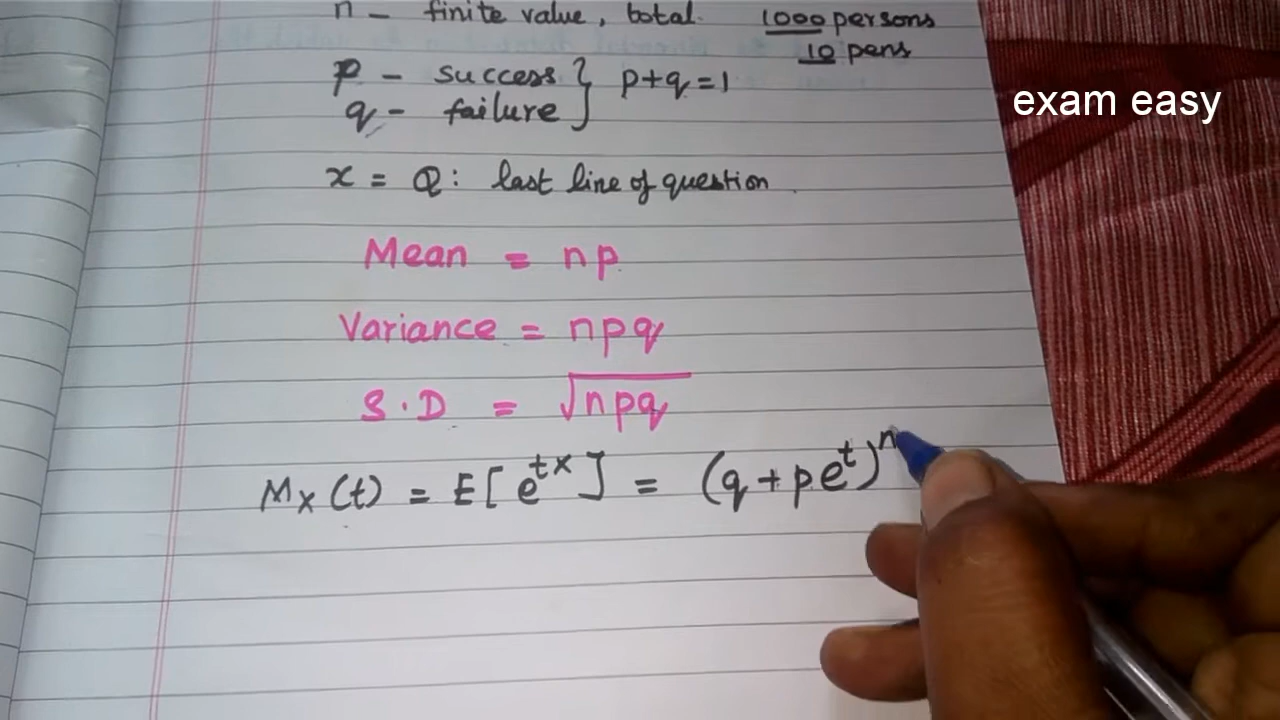 n - finite value, total. 1000 persons
10 pens
p - success } p+q=1
q - failure
exam easy
x = Q: last line of question.
Mean = np
Variance = npq
S.D = √npq
Mx(t) = E[e^tx] = (q+pe^t)^n